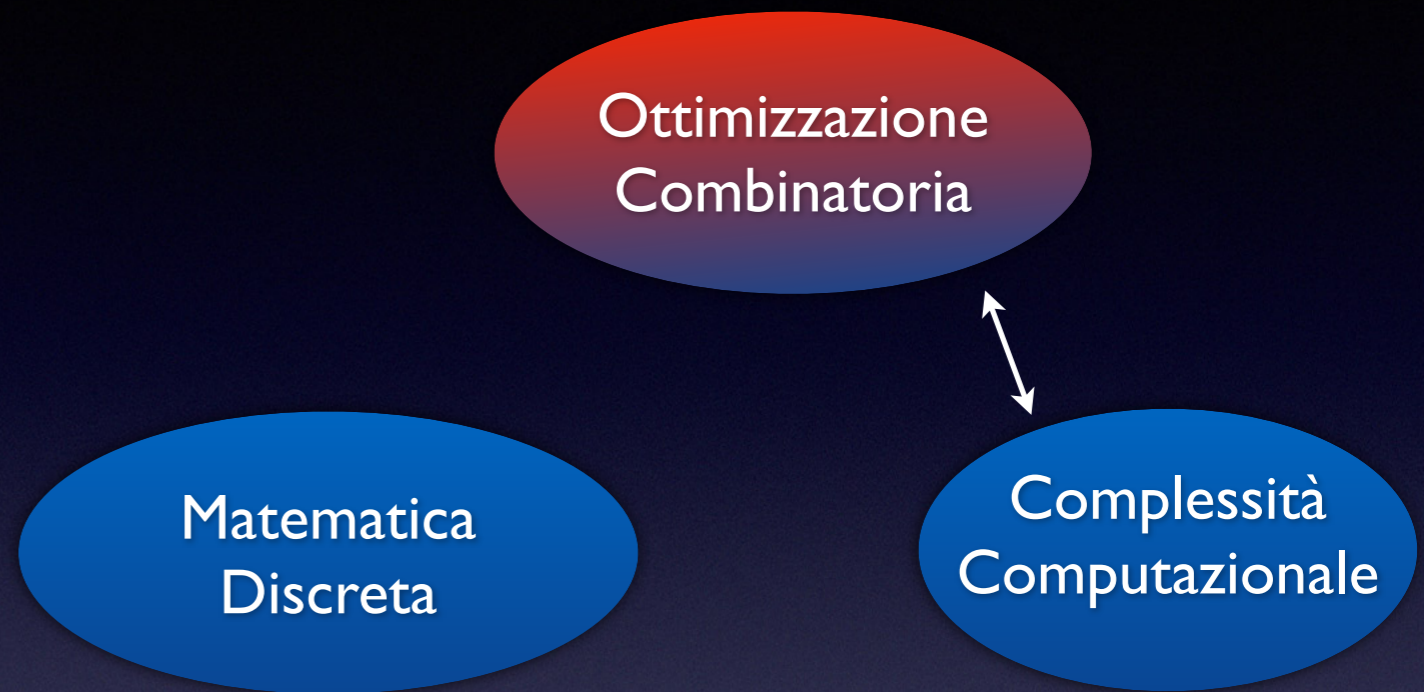 Ottimizzazione
Combinatoria
Matematica
Discreta
Complessità
Computazionale